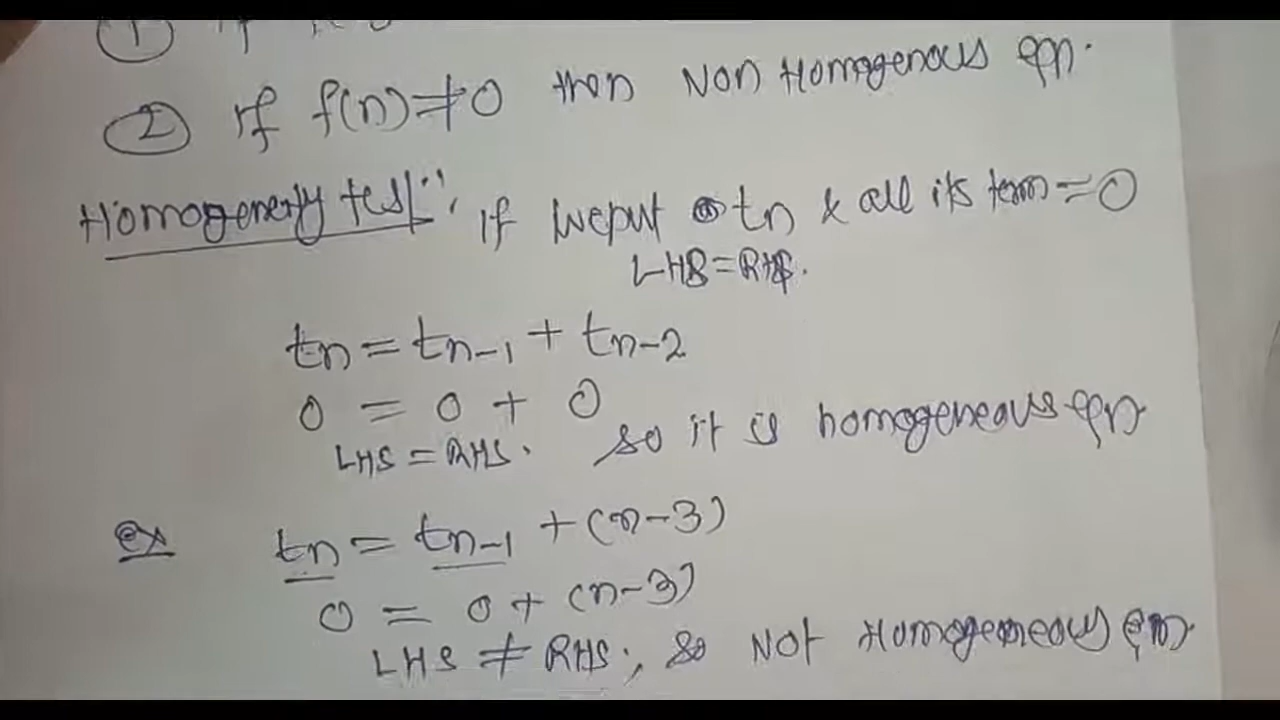 ① if
② if f(n)≠0 then Non Homogenous eqn.
Homogeneity test :, if we put tn & all its term = 0
LHS = RHS.
tn = tn-1 + tn-2
0 = 0 + 0
LHS = RHS. so it is homogeneous eqn
ex tn = tn-1 + (n-3)
0 = 0 + (n-3)
LHS ≠ RHS, so Not Homogeneous eqn